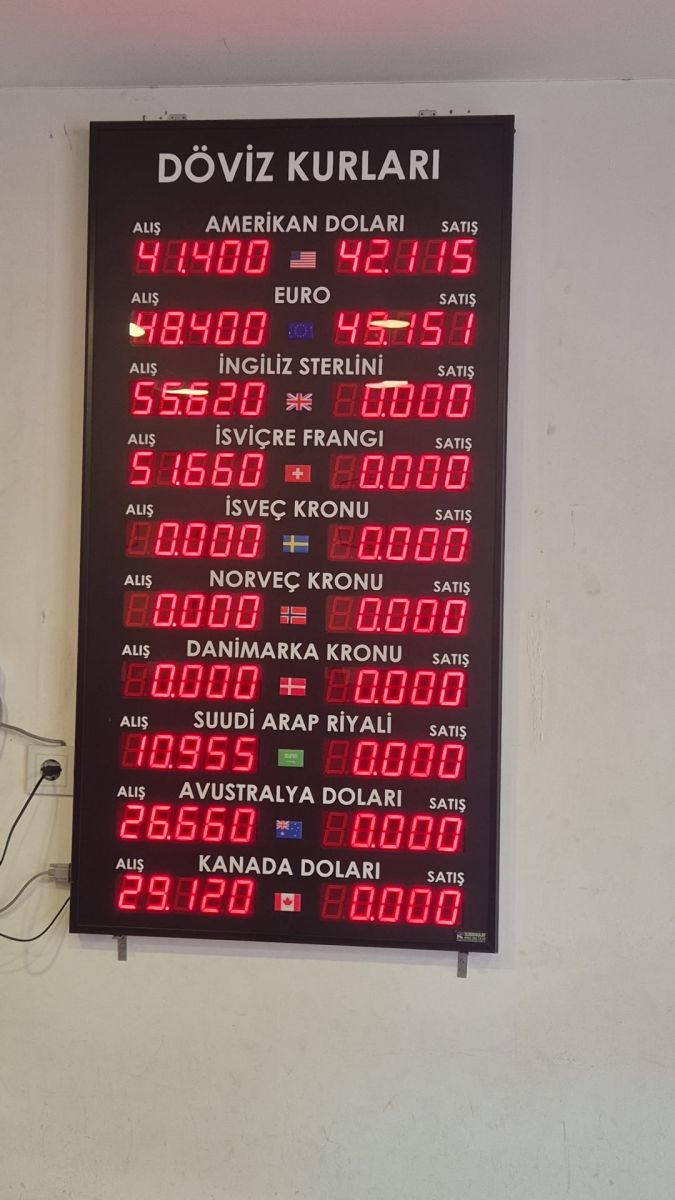 DÖVİZ KURLARI
ALIŞ AMERİKAN DOLARI SATIŞ
41.400 42.115
ALIŞ EURO SATIŞ
48.400 45.151
ALIŞ İNGİLİZ STERLİNİ SATIŞ
55.620 0.000
ALIŞ İSVİÇRE FRANGI SATIŞ
51.660 0.000
ALIŞ İSVEÇ KRONU SATIŞ
0.000 0.000
ALIŞ NORVEÇ KRONU SATIŞ
0.000 0.000
ALIŞ DANİMARKA KRONU SATIŞ
0.000 0.000
ALIŞ SUUDİ ARAP RİYALİ SATIŞ
10.955 0.000
ALIŞ AVUSTRALYA DOLARI SATIŞ
26.660 0.000
ALIŞ KANADA DOLARI SATIŞ
29.120 0.000